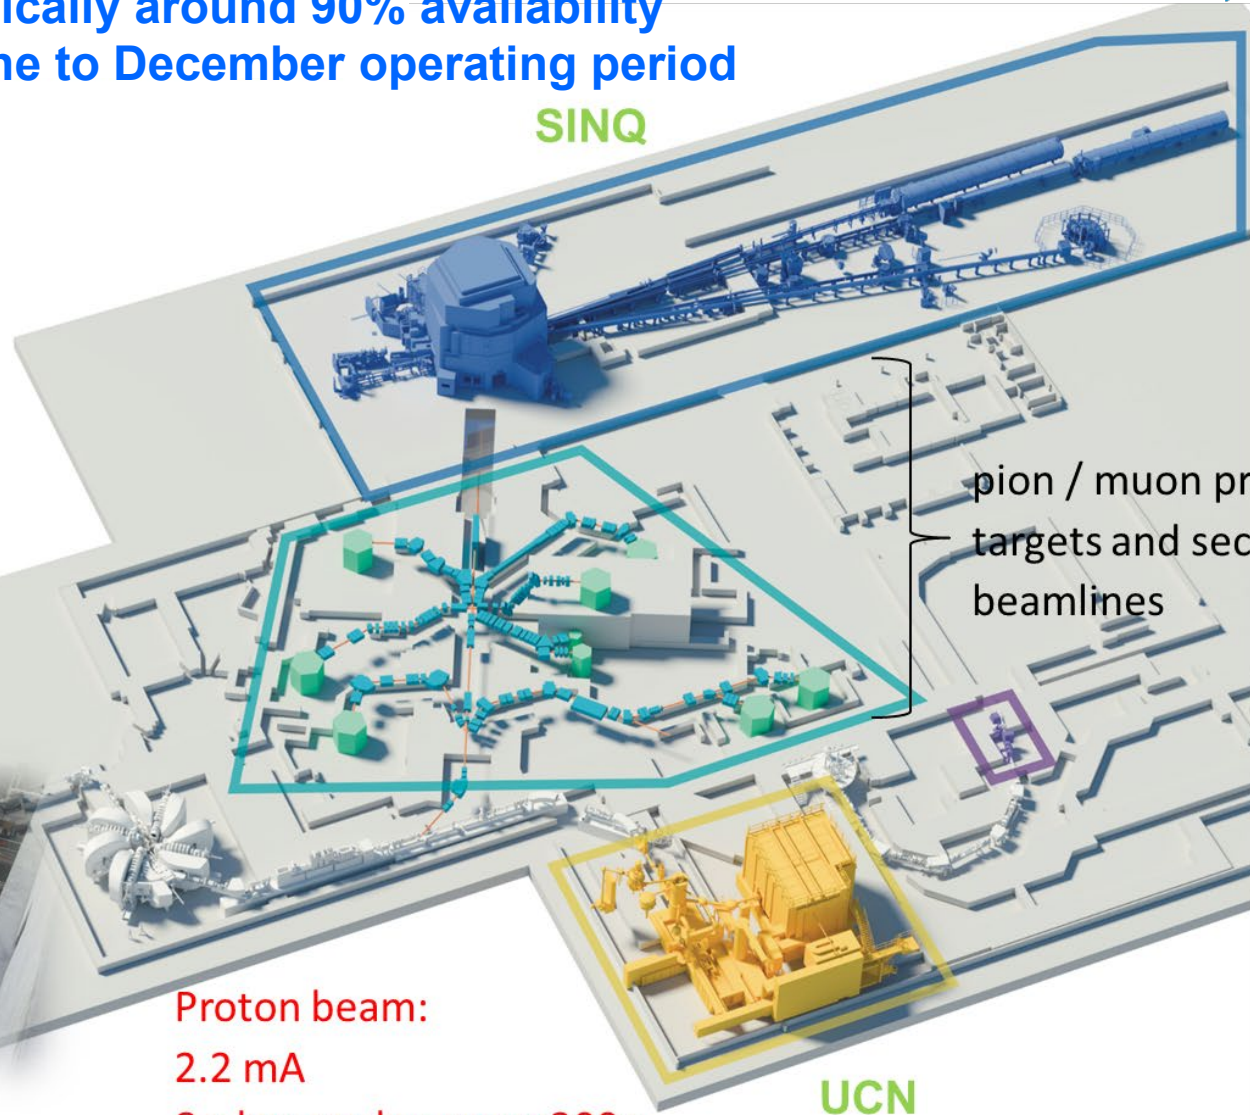 ically around 90% availability
ne to December operating period
SINQ
pion / muon pr
targets and sec
beamlines
Proton beam:
2.2 mA
UCN